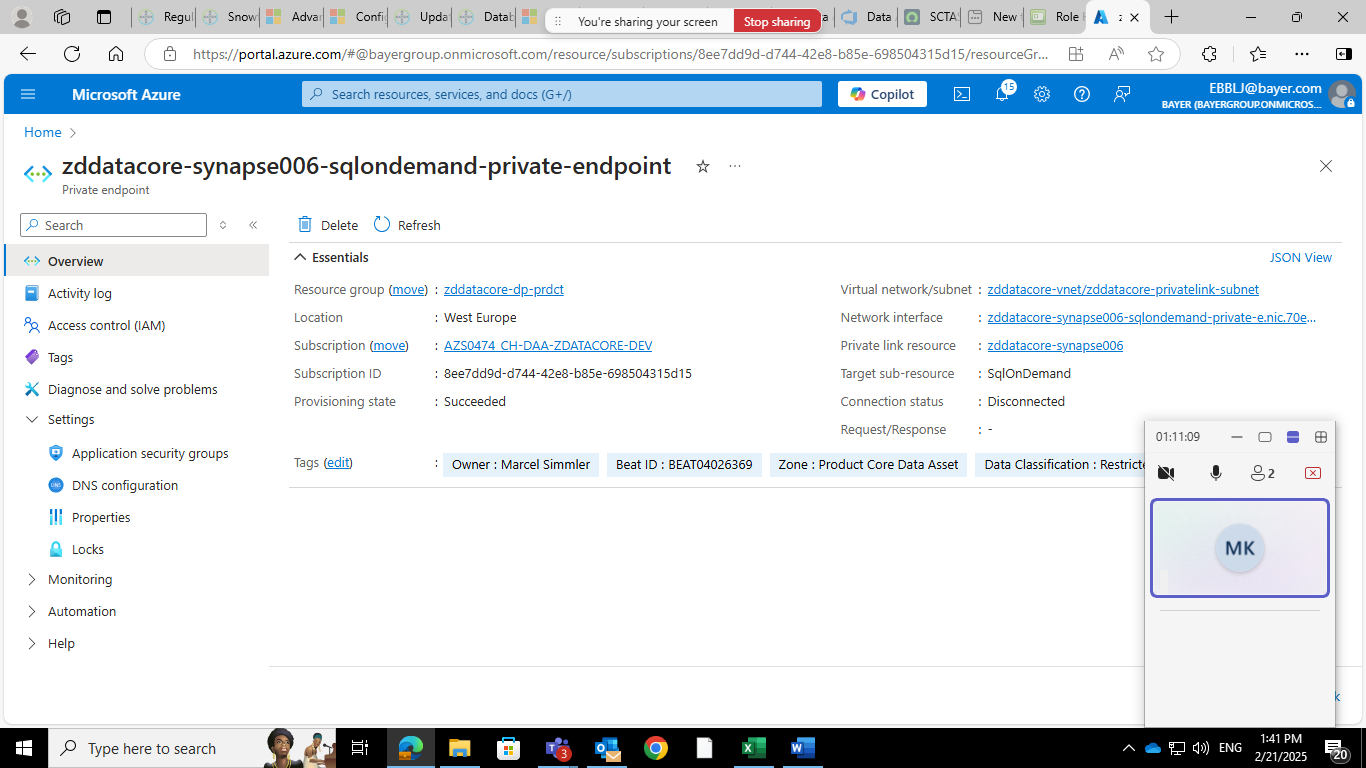 Regul
Snow
Advar
Config
Updat
Datab
You're sharing your screen
Stop sharing
Data
SCTAS
New
Role
https://portal.azure.com/#@bayergroup.onmicrosoft.com/resource/subscriptions/8ee7dd9d-d744-42e8-b85e-698504315d15/resourceGr...
Microsoft Azure
Search resources, services, and docs (G+/)
Copilot
15
EBBLJ@bayer.com
BAYER (BAYERGROUP.ONMICROS...
Home
zddatacore-synapse006-sqlondemand-private-endpoint
Private endpoint
Search
Delete
Refresh
Overview
Activity log
Access control (IAM)
Tags
Diagnose and solve problems
Settings
Application security groups
DNS configuration
Properties
Locks
Monitoring
Automation
Help
Essentials
JSON View
Resource group (move) : zddatacore-dp-prdct
Location : West Europe
Subscription (move) : AZS0474_CH-DAA-ZDATACORE-DEV
Subscription ID : 8ee7dd9d-d744-42e8-b85e-698504315d15
Provisioning state : Succeeded
Virtual network/subnet : zddatacore-vnet/zddatacore-privatelink-subnet
Network interface : zddatacore-synapse006-sqlondemand-private-e.nic.70e...
Private link resource : zddatacore-synapse006
Target sub-resource : SqlOnDemand
Connection status : Disconnected
Request/Response : -
Tags (edit) : Owner : Marcel Simmler Beat ID : BEAT04026369 Zone : Product Core Data Asset Data Classification : Restricte
01:11:09
2
MK
k
Type here to search
3
ENG
1:41 PM
2/21/2025
20